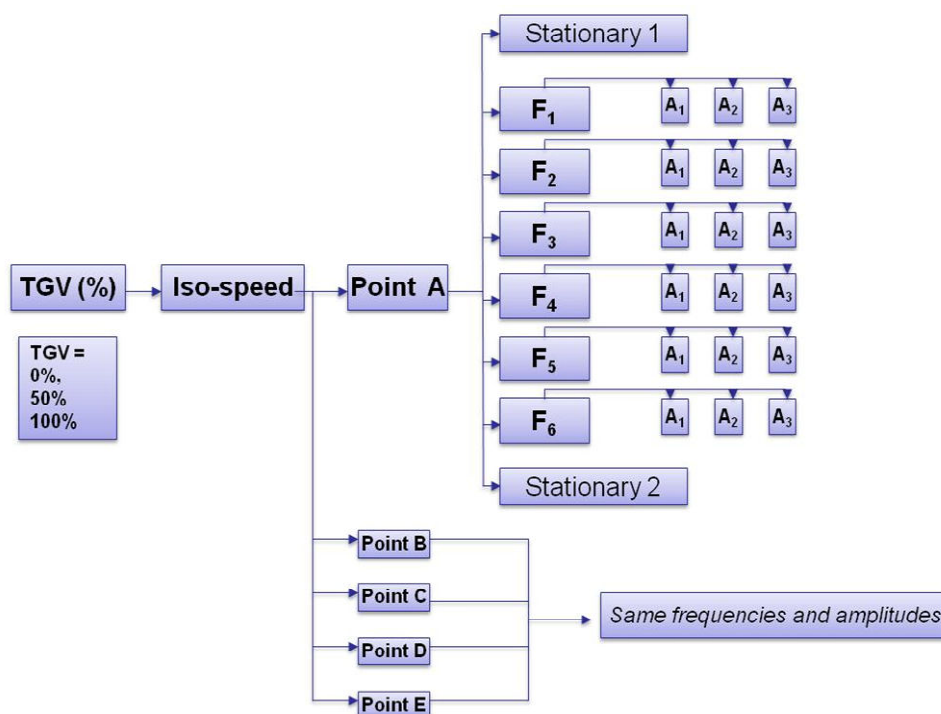 Stationary 1
F1 A1 A2 A3
F2 A1 A2 A3
F3 A1 A2 A3
TGV (%) Iso-speed Point A
F4 A1 A2 A3
TGV =
0%,
50%
100%
F5 A1 A2 A3
F6 A1 A2 A3
Stationary 2
Point B
Point C
Same frequencies and amplitudes
Point D
Point E